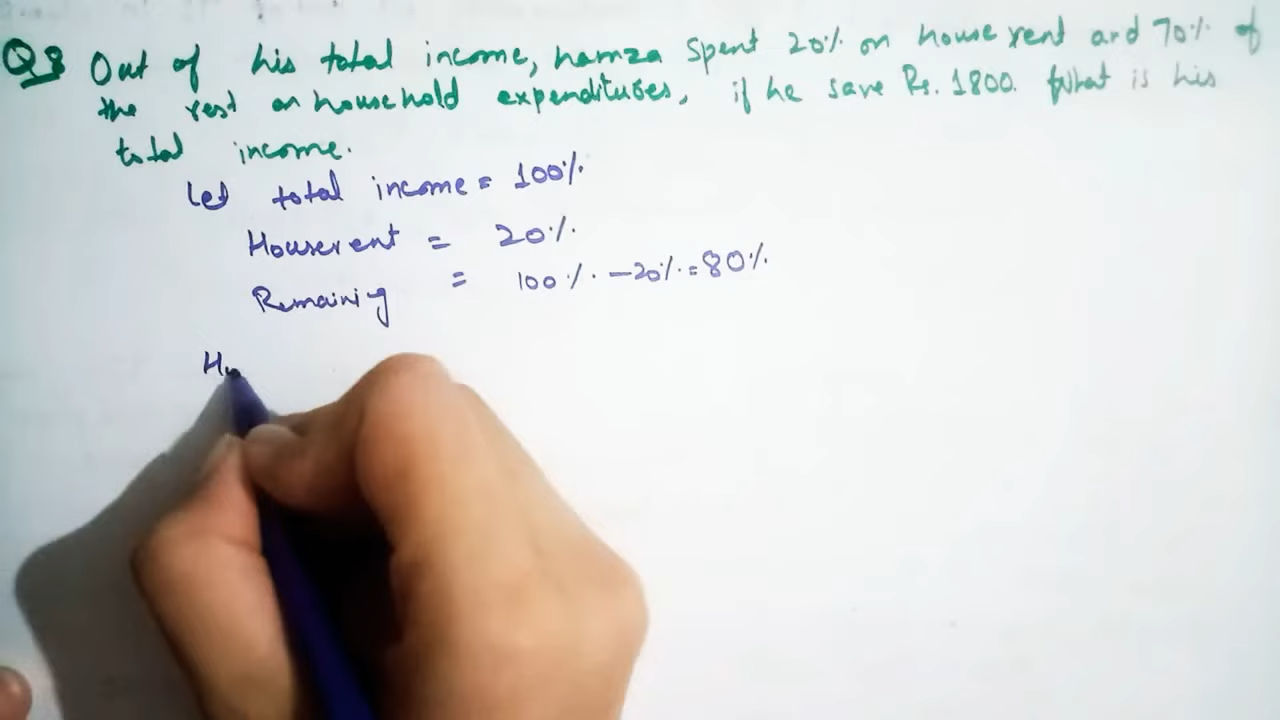 Q8 Out of his total income, hamza spent 20% on house rent and 70% of
the rest on household expenditures, if he save Rs. 1800. What is his
total income.
Let total income = 100%
House rent = 20%
Remaining = 100% - 20% = 80%
H